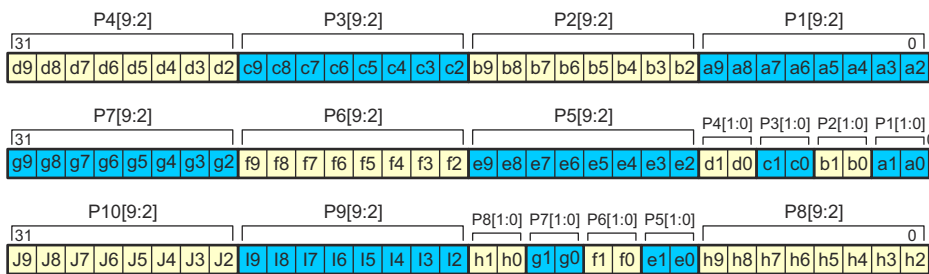 P4[9:2] P3[9:2] P2[9:2] P1[9:2]
31 0
d9 d8 d7 d6 d5 d4 d3 d2 c9 c8 c7 c6 c5 c4 c3 c2 b9 b8 b7 b6 b5 b4 b3 b2 a9 a8 a7 a6 a5 a4 a3 a2
P7[9:2] P6[9:2] P5[9:2] P4[1:0] P3[1:0] P2[1:0] P1[1:0]
31 0
g9 g8 g7 g6 g5 g4 g3 g2 f9 f8 f7 f6 f5 f4 f3 f2 e9 e8 e7 e6 e5 e4 e3 e2 d1 d0 c1 c0 b1 b0 a1 a0
P10[9:2] P9[9:2] P8[1:0] P7[1:0] P6[1:0] P5[1:0] P8[9:2]
31 0
J9 J8 J7 J6 J5 J4 J3 J2 I9 I8 I7 I6 I5 I4 I3 I2 h1 h0 g1 g0 f1 f0 e1 e0 h9 h8 h7 h6 h5 h4 h3 h2